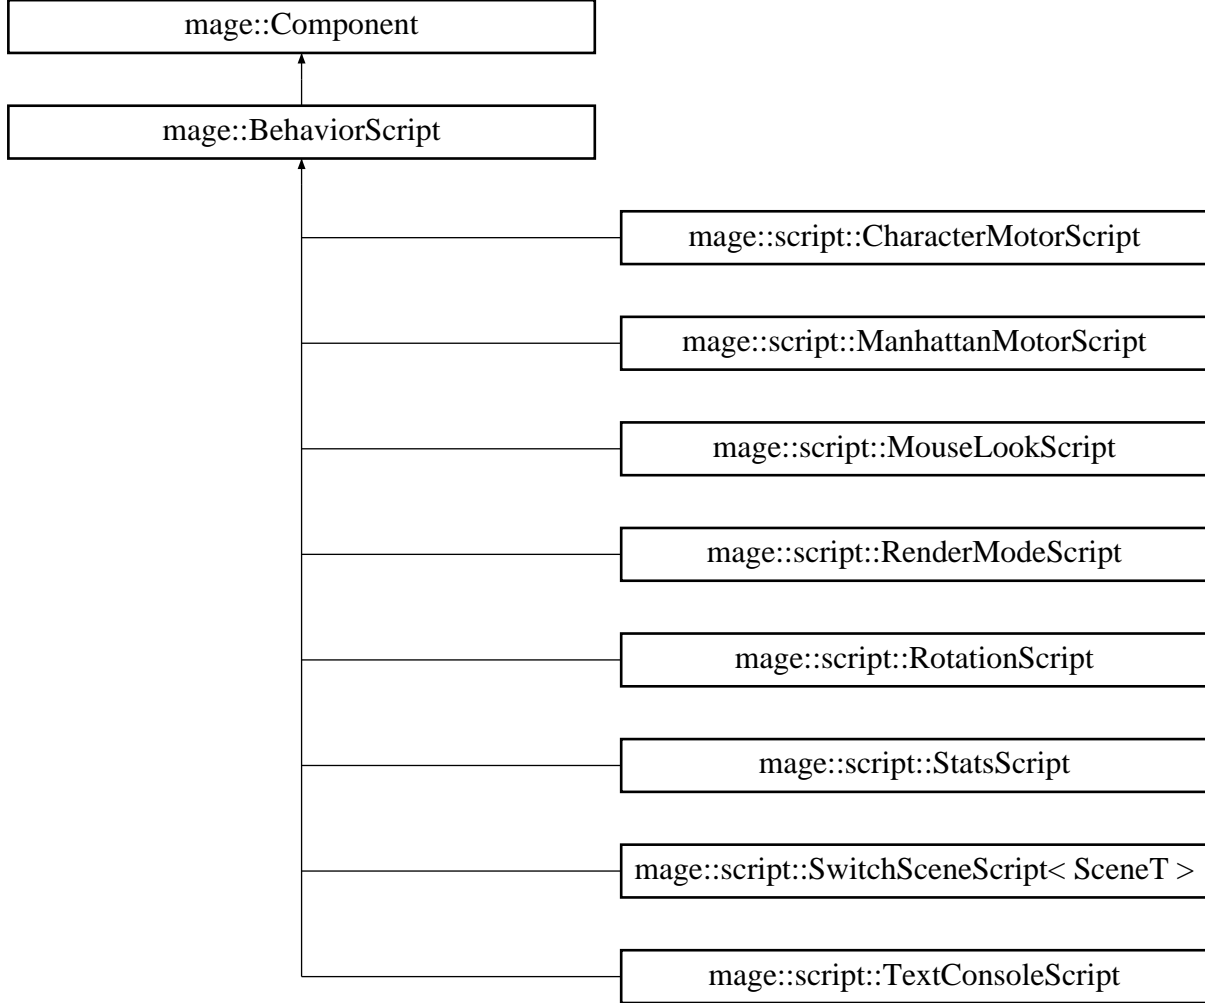 mage::Component
mage::BehaviorScript
mage::script::CharacterMotorScript
mage::script::ManhattanMotorScript
mage::script::MouseLookScript
mage::script::RenderModeScript
mage::script::RotationScript
mage::script::StatsScript
mage::script::SwitchSceneScript< SceneT >
mage::script::TextConsoleScript